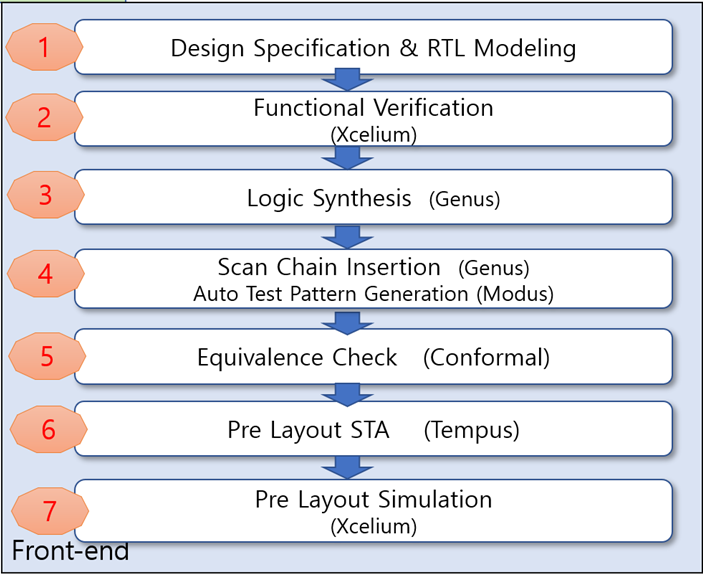 1
Design Specification & RTL Modeling
2
Functional Verification
(Xcelium)
3
Logic Synthesis (Genus)
4
Scan Chain Insertion (Genus)
Auto Test Pattern Generation (Modus)
5
Equivalence Check (Conformal)
6
Pre Layout STA (Tempus)
7
Pre Layout Simulation
(Xcelium)
Front-end